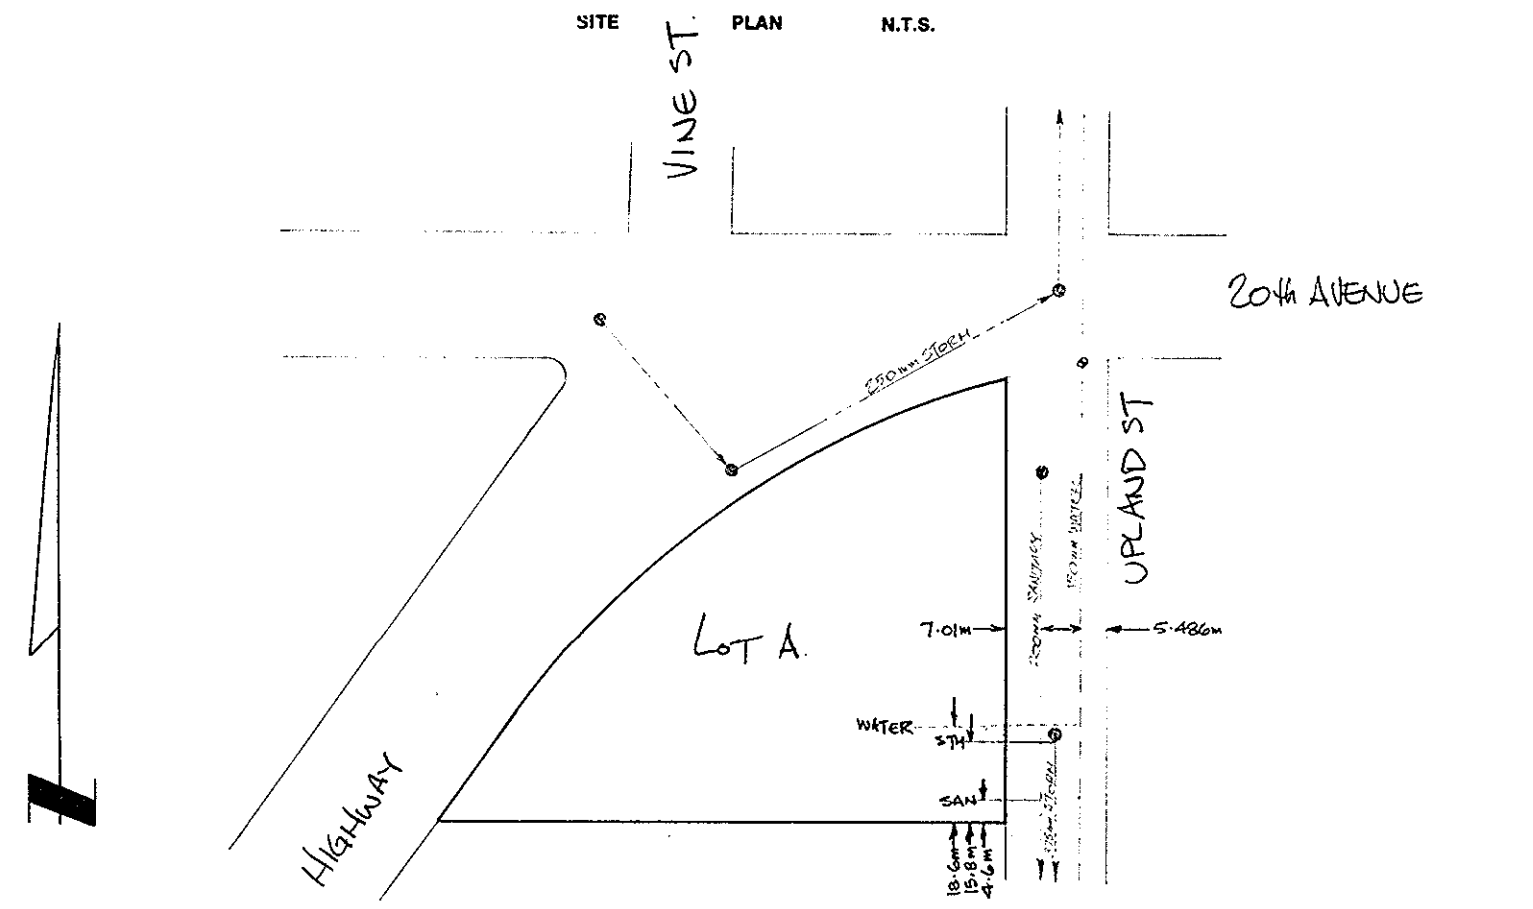 SITE PLAN N.T.S.
VINE ST.
20th AVENUE
250mm STORM
UPLAND ST
200mm SANITARY
150mm WATER
7.01m
5.486m
LOT A.
WATER
STM
SAN
HIGHWAY
18.6m
15.8m
4.6m
STORM